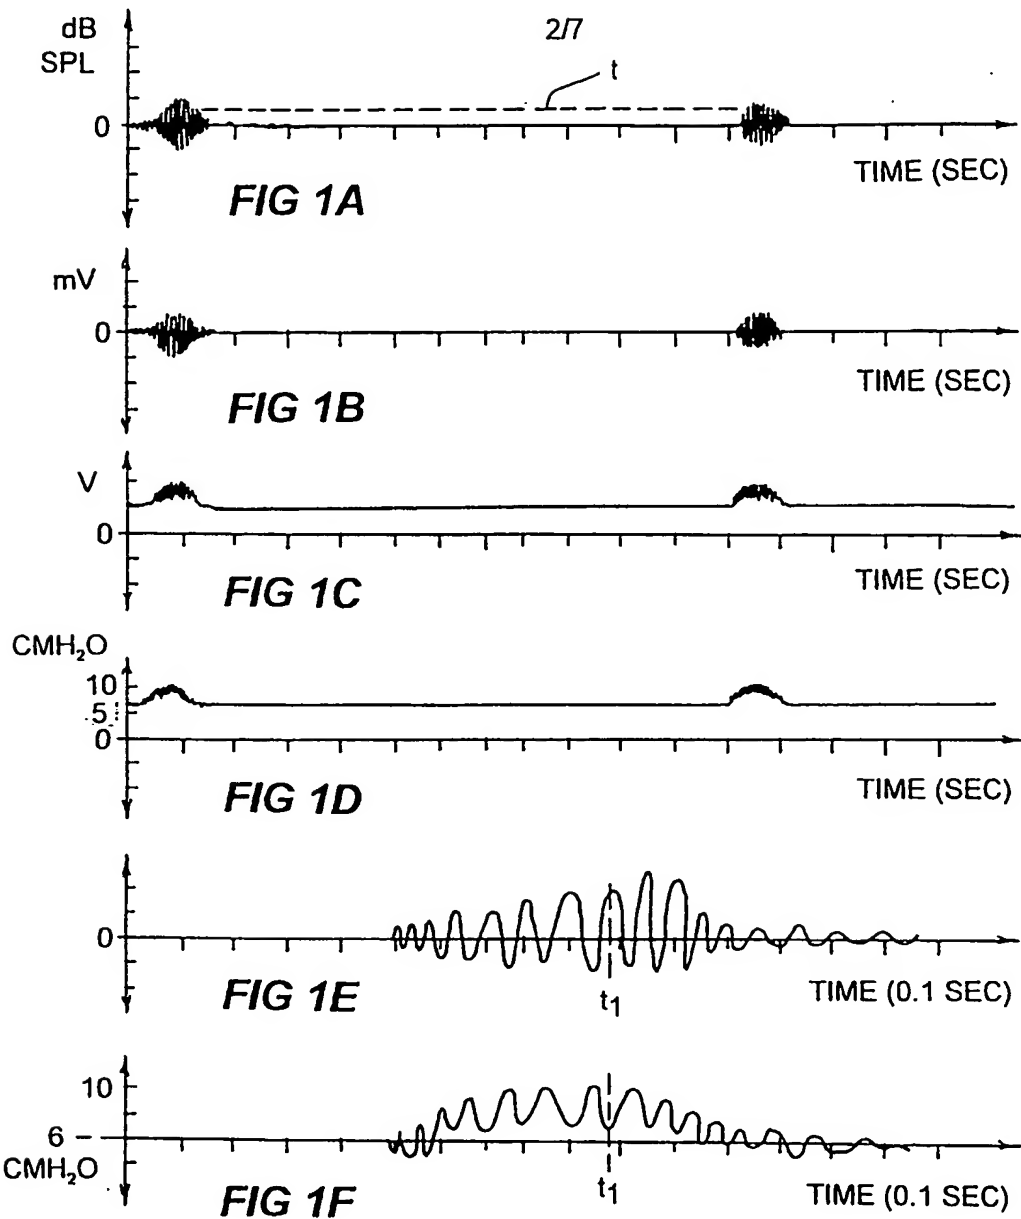 2/7
dB
SPL
t
0
TIME (SEC)
FIG 1A
mV
0
TIME (SEC)
FIG 1B
V
0
TIME (SEC)
FIG 1C
CMH₂O
10
5
0
TIME (SEC)
FIG 1D
0
t₁
TIME (0.1 SEC)
FIG 1E
10
6
CMH₂O
t₁
TIME (0.1 SEC)
FIG 1F